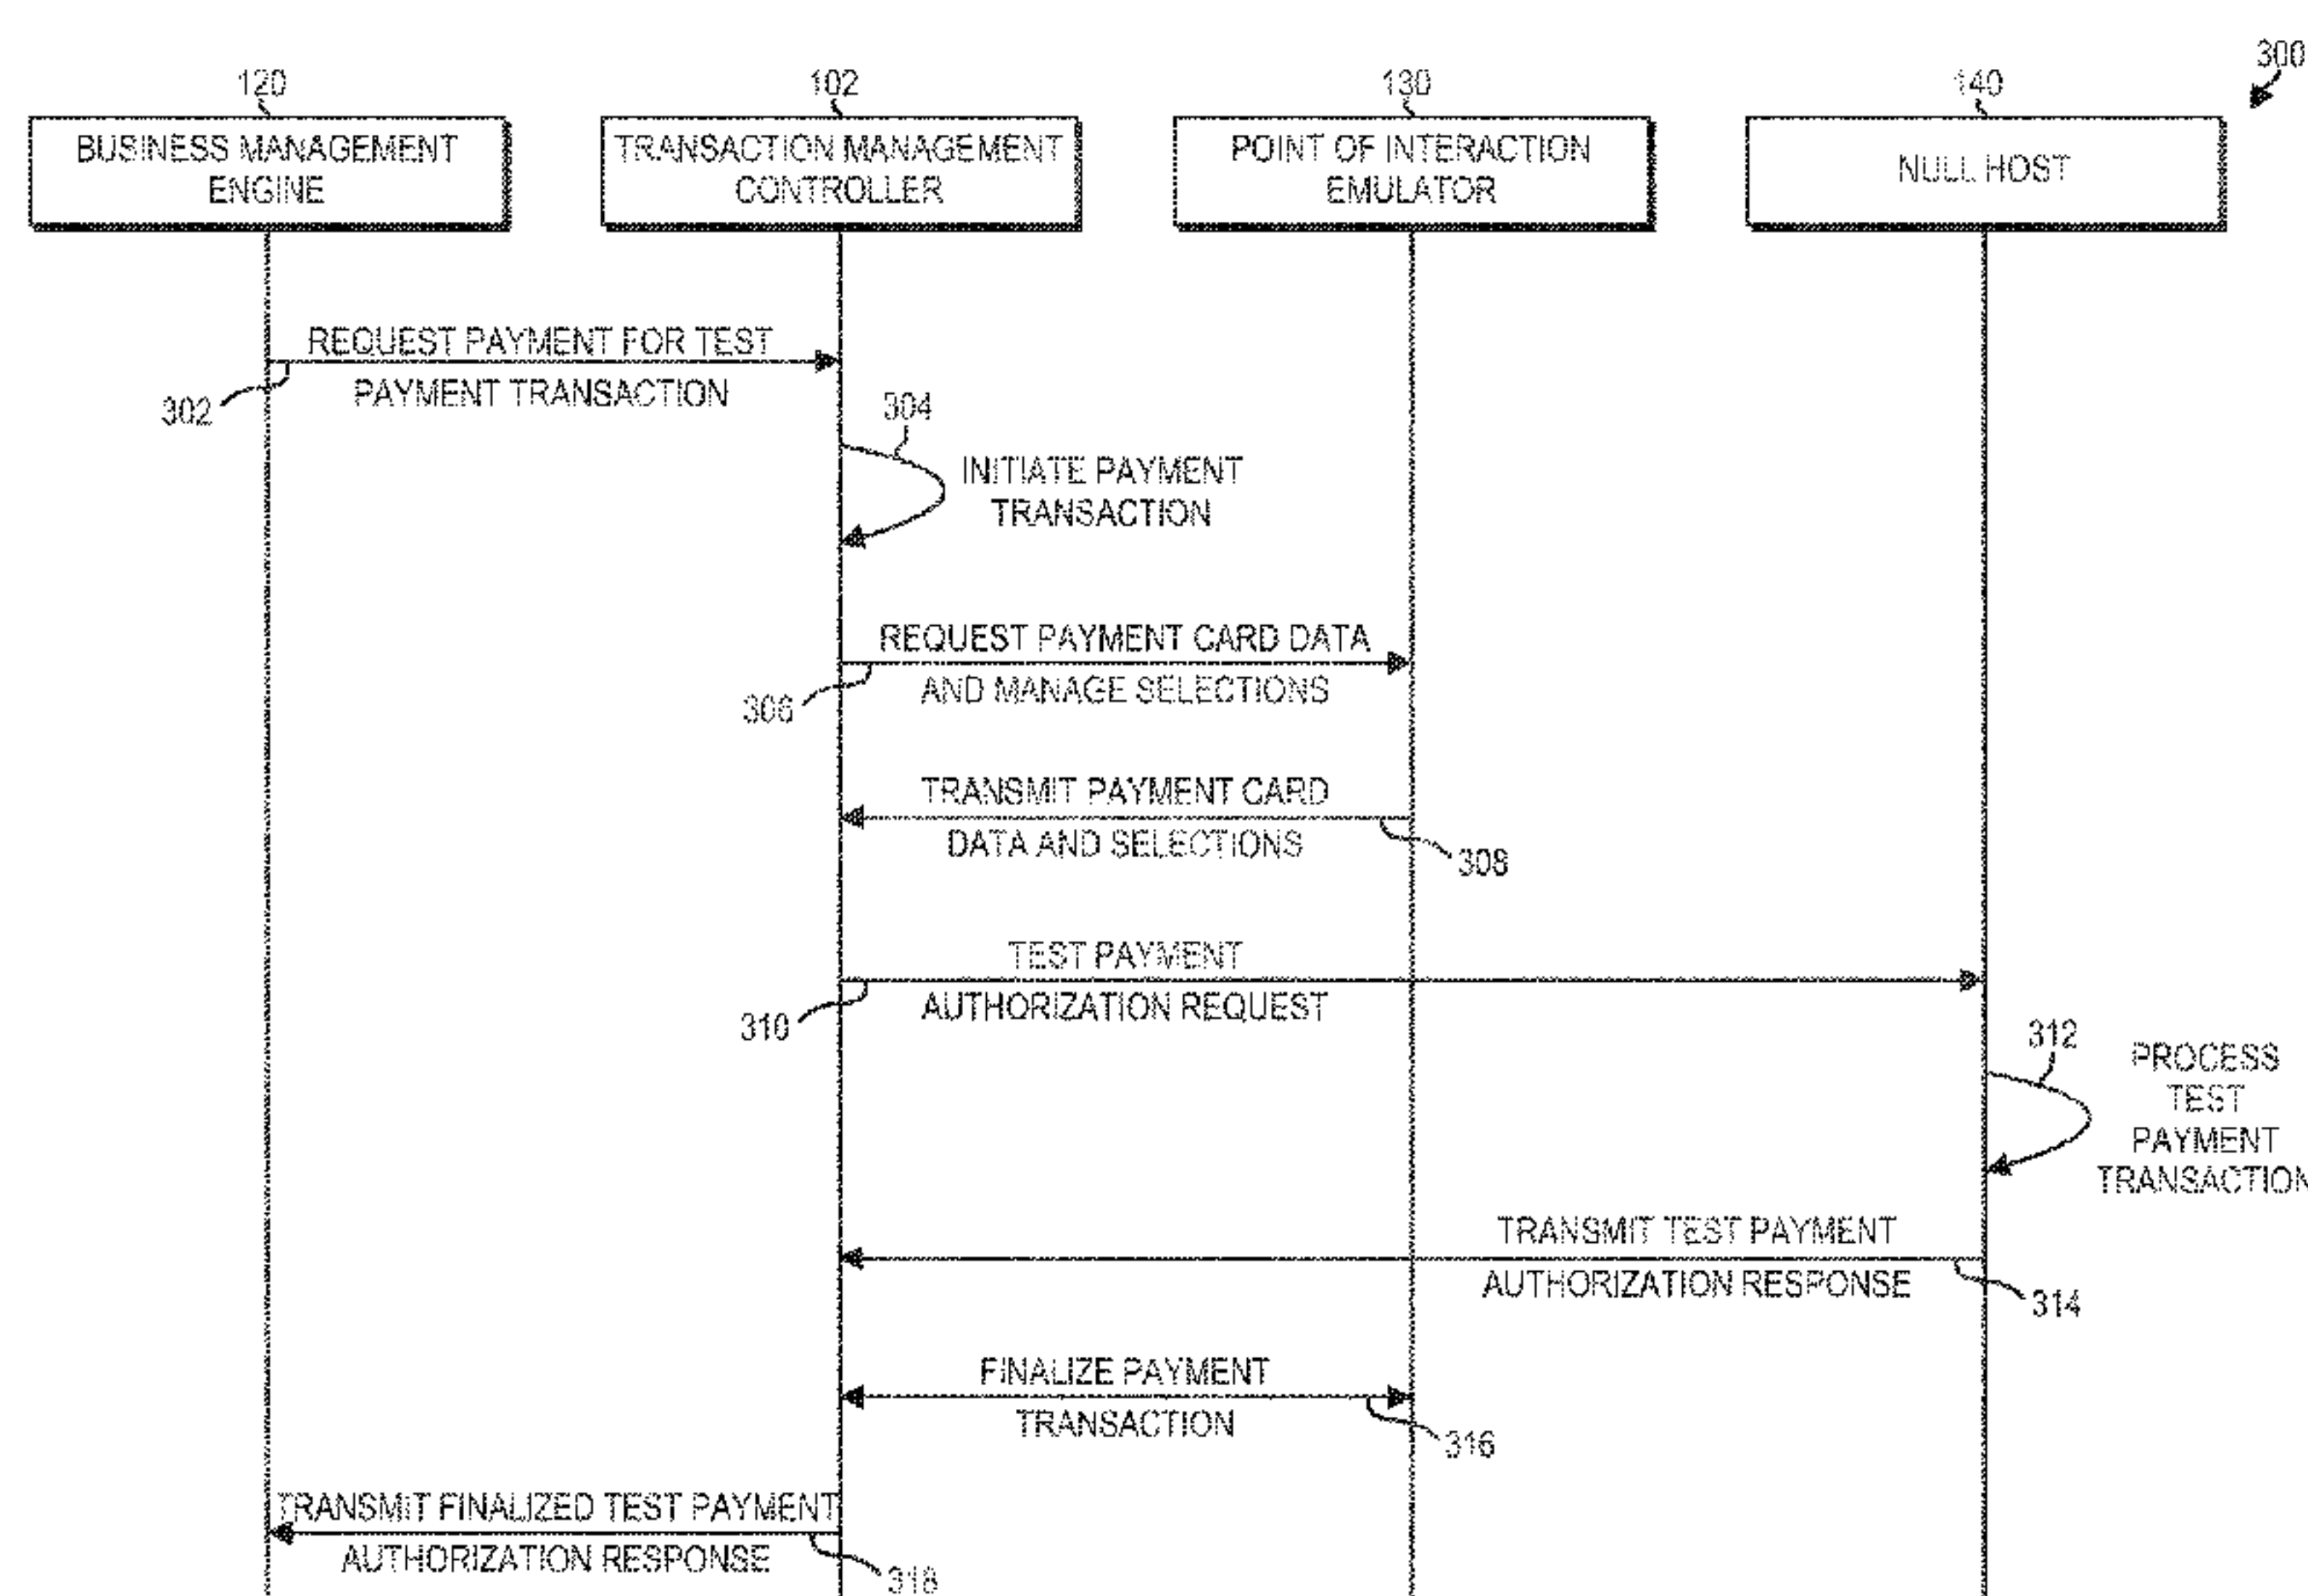 300
120
102
130
140
BUSINESS MANAGEMENT
ENGINE
TRANSACTION MANAGEMENT
CONTROLLER
POINT OF INTERACTION
EMULATOR
NULL HOST
REQUEST PAYMENT FOR TEST
PAYMENT TRANSACTION
302
304
INITIATE PAYMENT
TRANSACTION
REQUEST PAYMENT CARD DATA
AND MANAGE SELECTIONS
306
TRANSMIT PAYMENT CARD
DATA AND SELECTIONS
308
TEST PAYMENT
AUTHORIZATION REQUEST
310
312
PROCESS
TEST
PAYMENT
TRANSACTION
TRANSMIT TEST PAYMENT
AUTHORIZATION RESPONSE
314
FINALIZE PAYMENT
TRANSACTION
316
TRANSMIT FINALIZED TEST PAYMENT
AUTHORIZATION RESPONSE
318